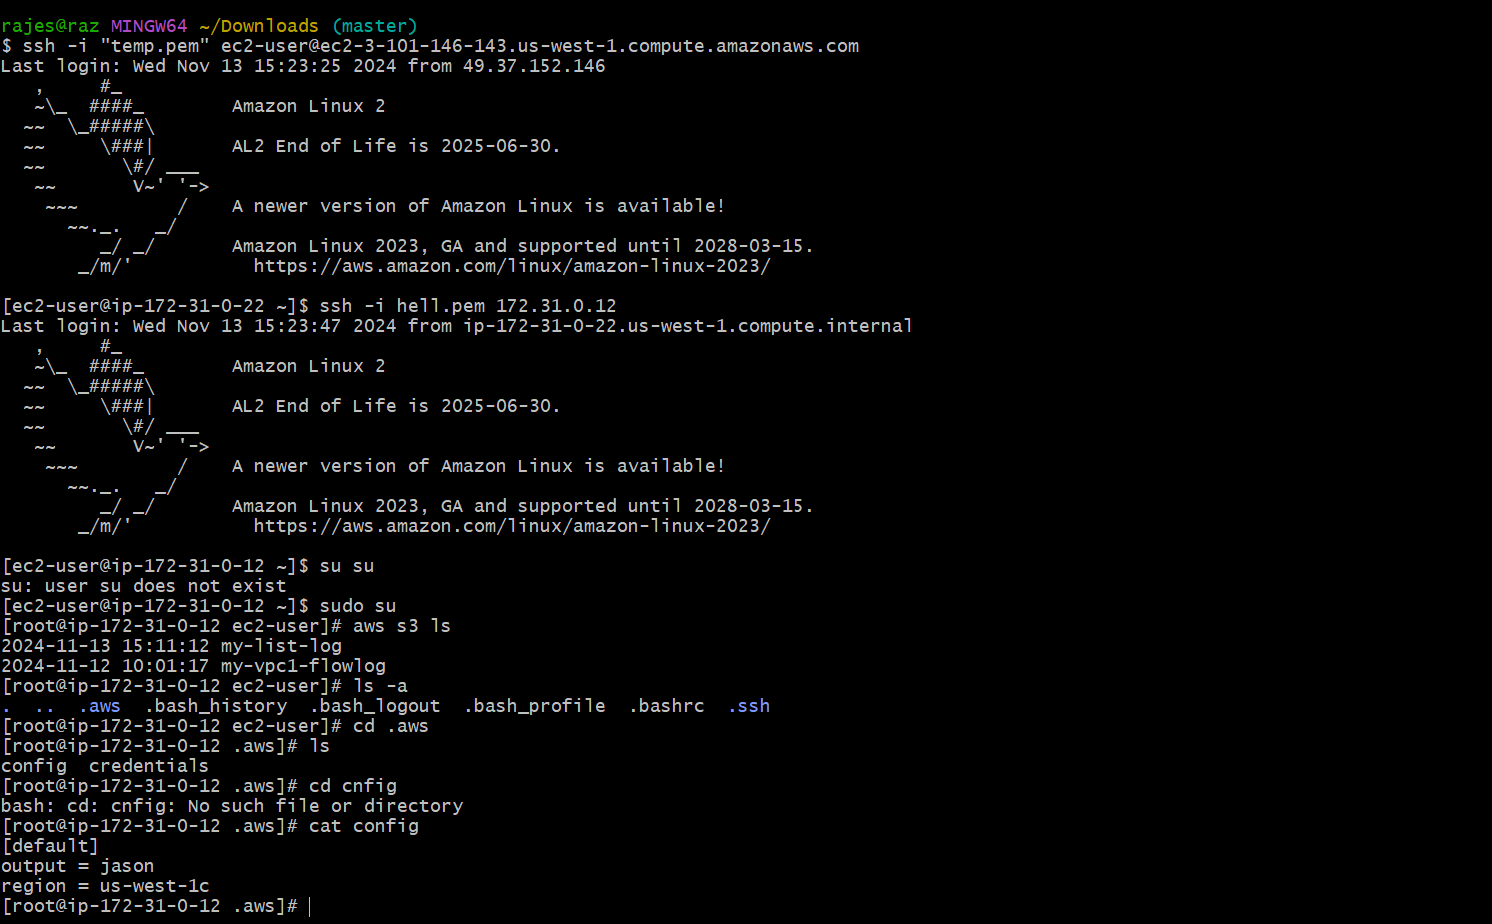 rajes@raz MINGW64 ~/Downloads (master)
$ ssh -i "temp.pem" ec2-user@ec2-3-101-146-143.us-west-1.compute.amazonaws.com
Last login: Wed Nov 13 15:23:25 2024 from 49.37.152.146
   ,     #_
   ~\_  ####_        Amazon Linux 2
  ~~  \_#####\
  ~~     \###|       AL2 End of Life is 2025-06-30.
  ~~       \#/ ___
   ~~       V~' '->
    ~~~         /    A newer version of Amazon Linux is available!
      ~~._.   _/
         _/ _/       Amazon Linux 2023, GA and supported until 2028-03-15.
       _/m/'           https://aws.amazon.com/linux/amazon-linux-2023/
[ec2-user@ip-172-31-0-22 ~]$ ssh -i hell.pem 172.31.0.12
Last login: Wed Nov 13 15:23:47 2024 from ip-172-31-0-22.us-west-1.compute.internal
   ,     #_
   ~\_  ####_        Amazon Linux 2
  ~~  \_#####\
  ~~     \###|       AL2 End of Life is 2025-06-30.
  ~~       \#/ ___
   ~~       V~' '->
    ~~~         /    A newer version of Amazon Linux is available!
      ~~._.   _/
         _/ _/       Amazon Linux 2023, GA and supported until 2028-03-15.
       _/m/'           https://aws.amazon.com/linux/amazon-linux-2023/
[ec2-user@ip-172-31-0-12 ~]$ su su
su: user su does not exist
[ec2-user@ip-172-31-0-12 ~]$ sudo su
[root@ip-172-31-0-12 ec2-user]# aws s3 ls
2024-11-13 15:11:12 my-list-log
2024-11-12 10:01:17 my-vpc1-flowlog
[root@ip-172-31-0-12 ec2-user]# ls -a
.  ..  .aws  .bash_history  .bash_logout  .bash_profile  .bashrc  .ssh
[root@ip-172-31-0-12 ec2-user]# cd .aws
[root@ip-172-31-0-12 .aws]# ls
config  credentials
[root@ip-172-31-0-12 .aws]# cd cnfig
bash: cd: cnfig: No such file or directory
[root@ip-172-31-0-12 .aws]# cat config
[default]
output = jason
region = us-west-1c
[root@ip-172-31-0-12 .aws]#